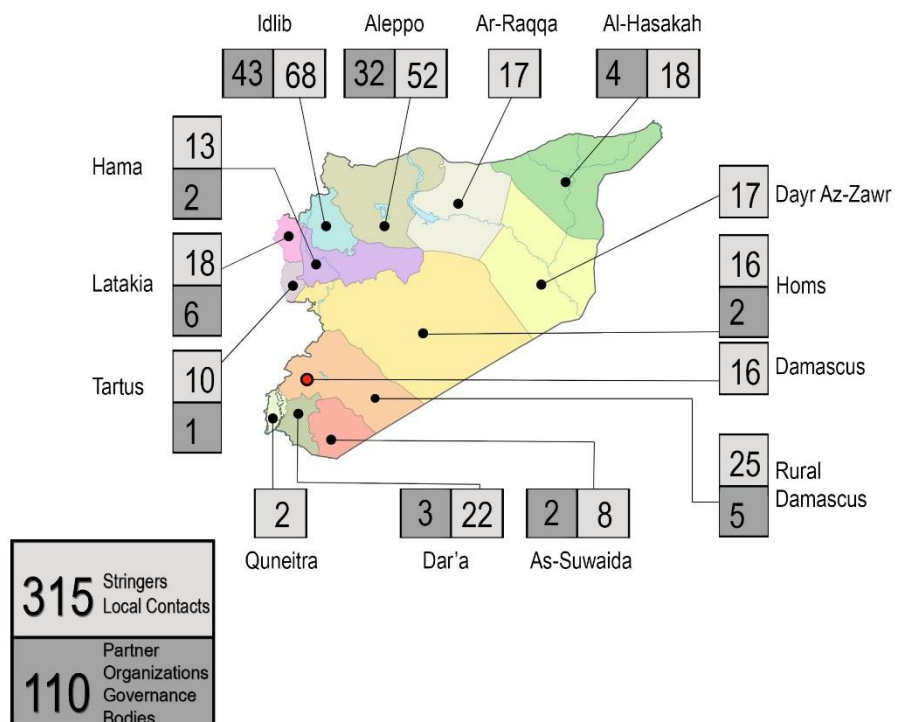 Idlib
Aleppo
Ar-Raqqa
Al-Hasakah
43 68
32 52
17
4 18
Hama
13
2
Latakia
18
6
Tartus
10
1
17 Dayr Az-Zawr
16
2
Homs
16 Damascus
25
5
Rural
Damascus
2
3 22
2 8
Quneitra
Dar'a
As-Suwaida
315 Stringers
Local Contacts
110 Partner
Organizations
Governance
Bodies